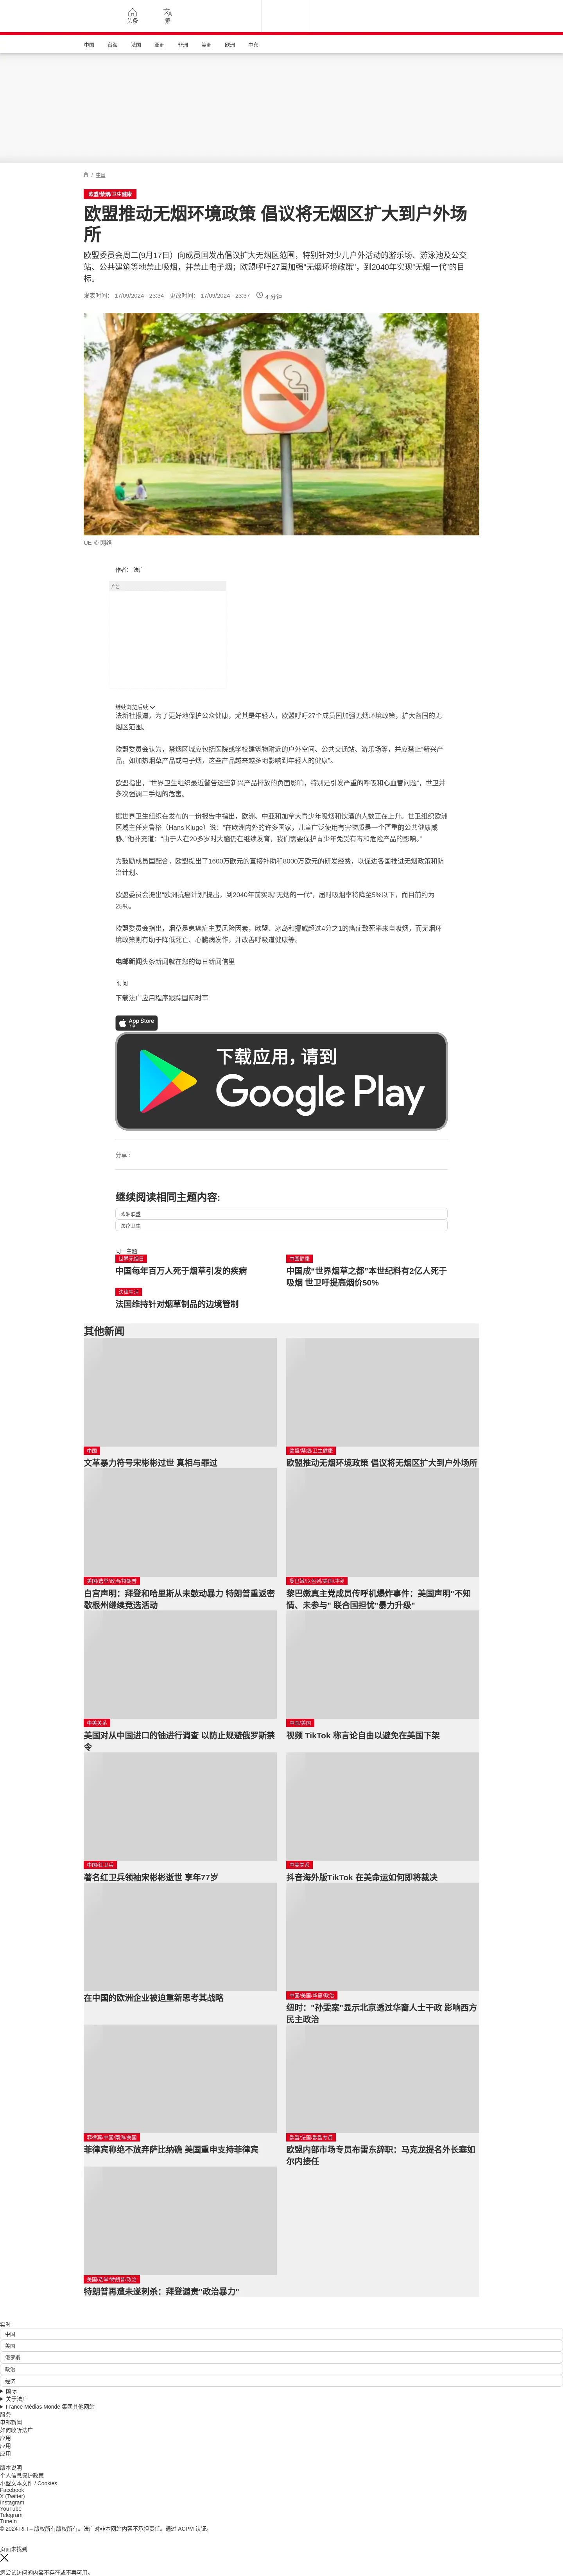 头条
繁
中国 台海 法国 亚洲 非洲 美洲 欧洲 中东
/ 中国
欧盟/禁烟/卫生健康
欧盟推动无烟环境政策 倡议将无烟区扩大到户外场
所
欧盟委员会周二(9月17日）向成员国发出倡议扩大无烟区范围，特别针对少儿户外活动的游乐场、游泳池及公交
站、公共建筑等地禁止吸烟，并禁止电子烟；欧盟呼吁27国加强“无烟环境政策”，到2040年实现“无烟一代”的目
标。
发表时间： 17/09/2024 - 23:34 更改时间： 17/09/2024 - 23:37 4 分钟
UE © 网络
作者： 法广
广告
继续浏览后续
法新社报道，为了更好地保护公众健康，尤其是年轻人，欧盟呼吁27个成员国加强无烟环境政策，扩大各国的无
烟区范围。
欧盟委员会认为，禁烟区域应包括医院或学校建筑物附近的户外空间、公共交通站、游乐场等，并应禁止“新兴产
品，如加热烟草产品或电子烟，这些产品越来越多地影响到年轻人的健康”。
欧盟指出，“世界卫生组织最近警告这些新兴产品排放的负面影响，特别是引发严重的呼吸和心血管问题”，世卫并
多次强调二手烟的危害。
据世界卫生组织在发布的一份报告中指出，欧洲、中亚和加拿大青少年吸烟和饮酒的人数正在上升。世卫组织欧洲
区域主任克鲁格（Hans Kluge）说：“在欧洲内外的许多国家，儿童广泛使用有害物质是一个严重的公共健康威
胁。”他补充道：“由于人在20多岁时大脑仍在继续发育，我们需要保护青少年免受有毒和危险产品的影响。”
为鼓励成员国配合，欧盟提出了1600万欧元的直接补助和8000万欧元的研发经费，以促进各国推进无烟政策和防
治计划。
欧盟委员会提出“欧洲抗癌计划”提出，到2040年前实现“无烟的一代”，届时吸烟率将降至5%以下，而目前约为
25%。
欧盟委员会指出，烟草是患癌症主要风险因素，欧盟、冰岛和挪威超过4分之1的癌症致死率来自吸烟，而无烟环
境政策则有助于降低死亡、心臟病发作，并改善呼吸道健康等。
电邮新闻头条新闻就在您的每日新闻信里
订阅
下载法广应用程序跟踪国际时事
App Store
下载
下载应用，请到
Google Play
分享 :
继续阅读相同主题内容:
欧洲联盟
医疗卫生
同一主题
世界无烟日
中国每年百万人死于烟草引发的疾病
中国健康
中国成“世界烟草之都”本世纪料有2亿人死于
吸烟 世卫吁提高烟价50%
法律生活
法国维持针对烟草制品的边境管制
其他新闻
中国
文革暴力符号宋彬彬过世 真相与罪过
欧盟/禁烟/卫生健康
欧盟推动无烟环境政策 倡议将无烟区扩大到户外场所
美国/选举/政治/特朗普
白宫声明：拜登和哈里斯从未鼓动暴力 特朗普重返密
歇根州继续竞选活动
黎巴嫩/以色列/美国/冲突
黎巴嫩真主党成员传呼机爆炸事件：美国声明“不知
情、未参与” 联合国担忧“暴力升级”
中美关系
美国对从中国进口的铀进行调查 以防止规避俄罗斯禁
令
中国/美国
视频 TikTok 称言论自由以避免在美国下架
中国/红卫兵
著名红卫兵领袖宋彬彬逝世 享年77岁
中美关系
抖音海外版TikTok 在美命运如何即将裁决
在中国的欧洲企业被迫重新思考其战略
中国/美国/华裔/政治
纽时：“孙雯案”显示北京透过华裔人士干政 影响西方
民主政治
菲律宾/中国/南海/美国
菲律宾称绝不放弃萨比纳礁 美国重申支持菲律宾
欧盟/法国/欧盟专员
欧盟内部市场专员布雷东辞职：马克龙提名外长塞如
尔内接任
美国/选举/特朗普/政治
特朗普再遭未遂刺杀：拜登谴责“政治暴力”
实时
中国
美国
俄罗斯
政治
经济
国际
关于法广
France Médias Monde 集团其他网站
服务
电邮新闻
如何收听法广
应用
应用
应用
版本说明
个人信息保护政策
小型文本文件 / Cookies
Facebook
X (Twitter)
Instagram
YouTube
Telegram
TuneIn
© 2024 RFI – 版权所有版权所有。法广对非本网站内容不承担责任。通过 ACPM 认证。
页面未找到
您尝试访问的内容不存在或不再可用。